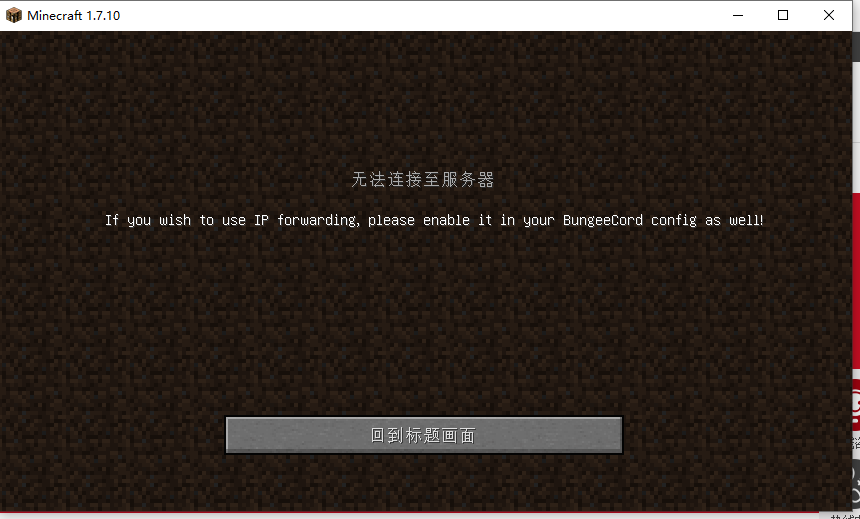 Minecraft 1.7.10
无法连接至服务器
If you wish to use IP forwarding, please enable it in your BungeeCord config as well!
回到标题画面